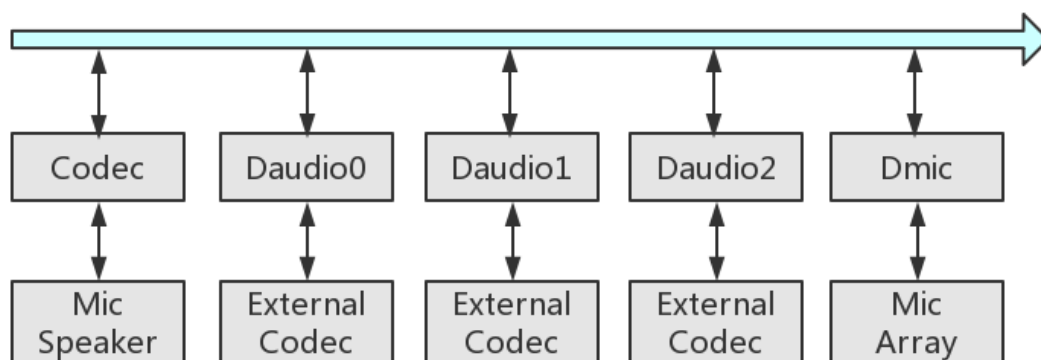 Codec
Daudio0
Daudio1
Daudio2
Dmic
Mic
Speaker
External
Codec
External
Codec
External
Codec
Mic
Array